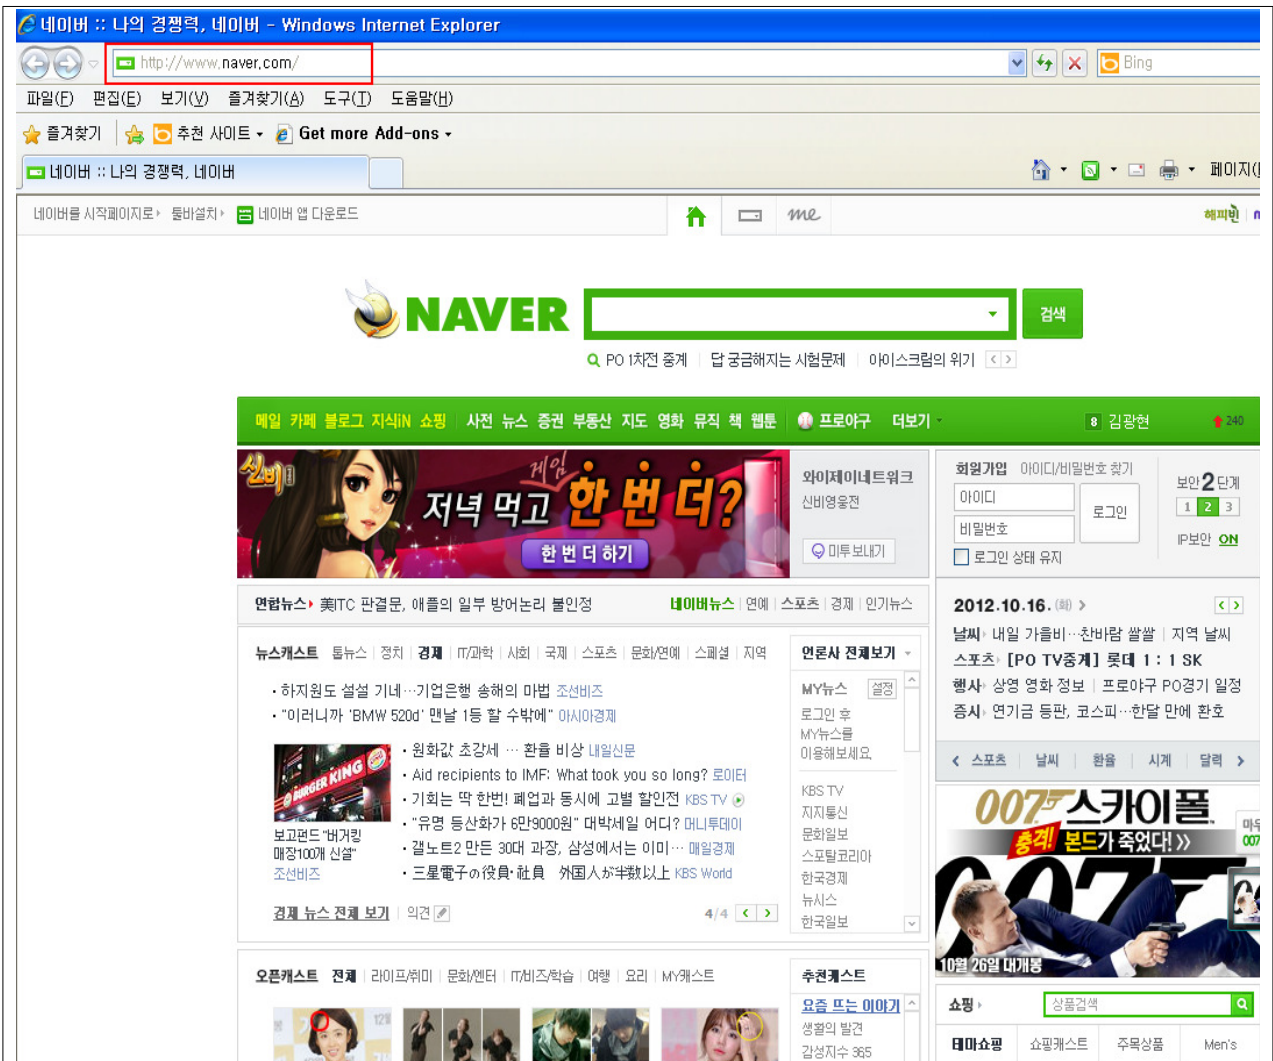 네이버 :: 나의 경쟁력, 네이버 - Windows Internet Explorer
http://www.naver.com/
Bing
파일(F) 편집(E) 보기(V) 즐겨찾기(A) 도구(T) 도움말(H)
즐겨찾기 추천 사이트 Get more Add-ons
네이버 :: 나의 경쟁력, 네이버
페이지(
네이버를 시작페이지로 툴바설치 네이버 앱 다운로드
me
해피빈
NAVER
검색
PO 1차전 중계 답 궁금해지는 시험문제 아이스크림의 위기
메일 카페 블로그 지식iN 쇼핑 사전 뉴스 증권 부동산 지도 영화 뮤직 책 웹툰 프로야구 더보기
8 김광현 240
신비
게임
저녁 먹고 한 번 더?
한 번 더 하기
와이제이네트워크
신비영웅전
미투보내기
회원가입 아이디/비밀번호 찾기
아이디
비밀번호
로그인
로그인 상태 유지
보안 2 단계
1 2 3
IP보안 ON
연합뉴스 美ITC 판결문, 애플의 일부 방어논리 불인정
네이버뉴스 연예 스포츠 경제 인기뉴스
2012.10.16. (화)
날씨 내일 가을비…찬바람 쌀쌀 지역 날씨
스포츠 [PO TV중계] 롯데 1 : 1 SK
행사 상영 영화 정보 프로야구 PO경기 일정
증시 연기금 등판, 코스피…한달 만에 환호
스포츠 날씨 환율 시계 달력
뉴스캐스트 톱뉴스 정치 경제 IT/과학 사회 국제 스포츠 문화/연예 스페셜 지역
하지원도 설설 기네…기업은행 송해의 마법 조선비즈
"이러니까 'BMW 520d' 맨날 1등 할 수밖에" 아시아경제
BURGER KING
보고펀드 "버거킹
매장100개 신설"
조선비즈
원화값 초강세 … 환율 비상 내일신문
Aid recipients to IMF: What took you so long? 로이터
기회는 딱 한번! 폐업과 동시에 고별 할인전 KBS TV
"유명 등산화가 6만9000원" 대박세일 어디? 머니투데이
갤노트2 만든 30대 과장, 삼성에서는 이미… 매일경제
三星電子の役員·社員 外国人が半数以上 KBS World
경제 뉴스 전체 보기 의견
4/4
언론사 전체보기
MY뉴스 설정
로그인 후
MY뉴스를
이용해보세요.
KBS TV
지지통신
문화일보
스포탈코리아
한국경제
뉴시스
한국일보
007 스카이폴
충격! 본드가 죽었다!
007
10월 26일 대개봉
오픈캐스트 전체 라이프/취미 문화/엔터 IT/비즈/학습 여행 요리 MY캐스트
추천캐스트
요즘 뜨는 이야기
생활의 발견
감성지수 365
쇼핑 상품검색
테마쇼핑 쇼핑캐스트 주목상품 Men's